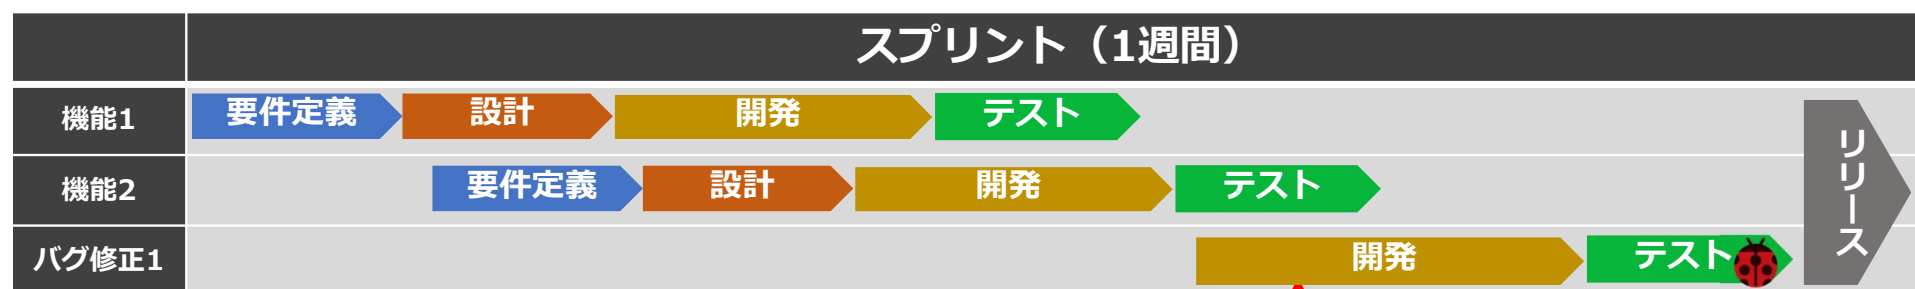 スプリント（1週間）
機能1
要件定義
設計
開発
テスト
機能2
要件定義
設計
開発
テスト
バグ修正1
開発
テスト
リリース